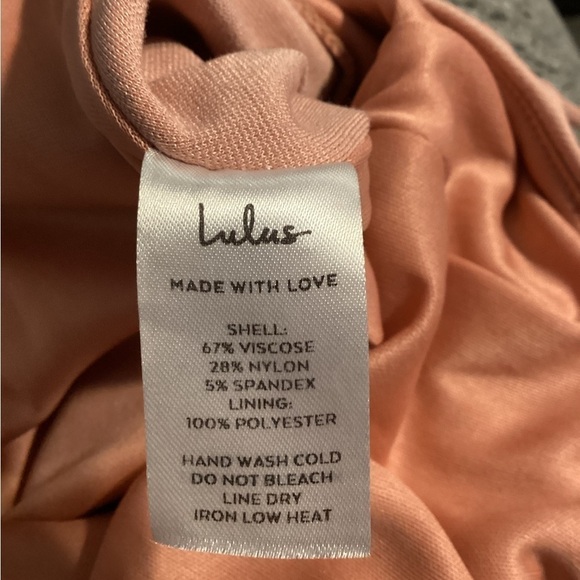 Lulus
MADE WITH LOVE
SHELL:
67% VISCOSE
28% NYLON
5% SPANDEX
LINING:
100% POLYESTER
HAND WASH COLD
DO NOT BLEACH
LINE DRY
IRON LOW HEAT